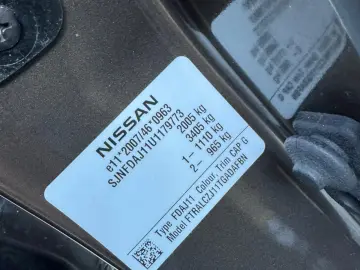 NISSAN
e11*2007/46*0963
SJNFDAJ11U1179773
2005 kg
3405 kg
1– 1110 kg
2– 965 kg
Type FDAJ11 Colour, Trim CAP G
Model FTRALCZJ11TGADAFBN